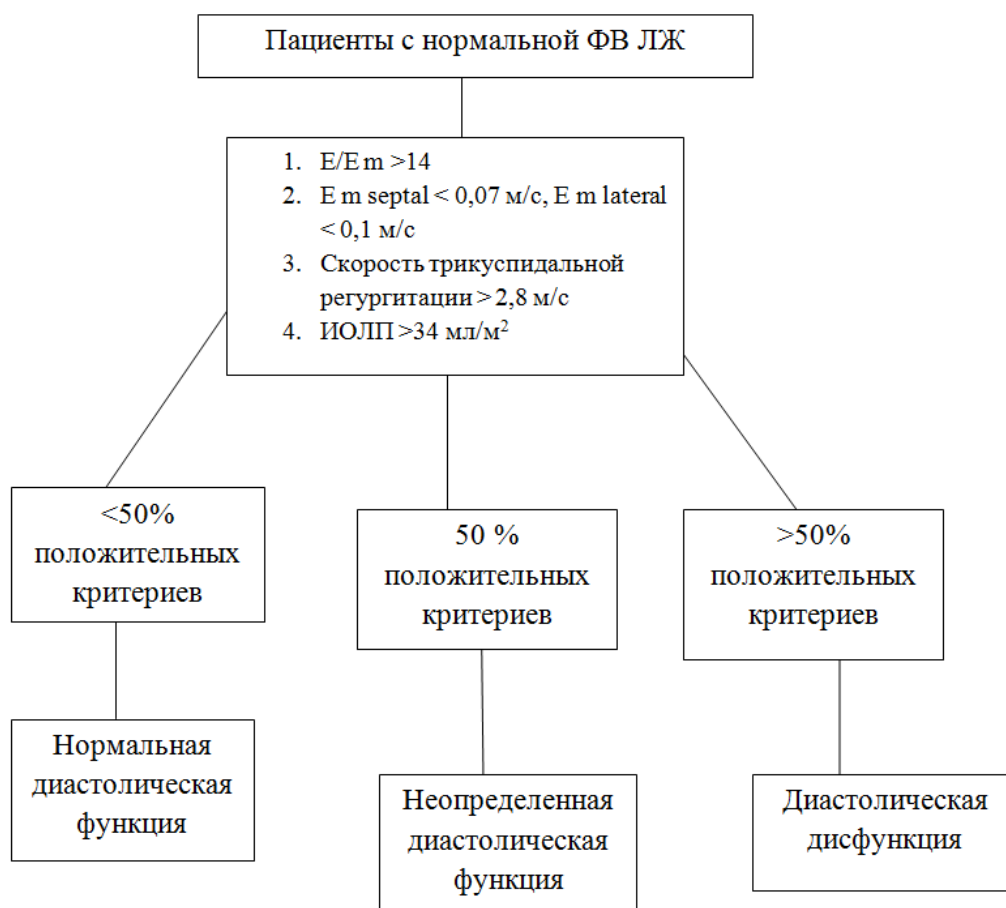 Пациенты с нормальной ФВ ЛЖ
1. E/E m >14
2. E m septal < 0,07 м/с, E m lateral
< 0,1 м/с
3. Скорость трикуспидальной
регургитации > 2,8 м/с
4. ИОЛП >34 мл/м²
<50%
положительных
критериев
50 %
положительных
критериев
>50%
положительных
критериев
Нормальная
диастолическая
функция
Неопределенная
диастолическая
функция
Диастолическая
дисфункция